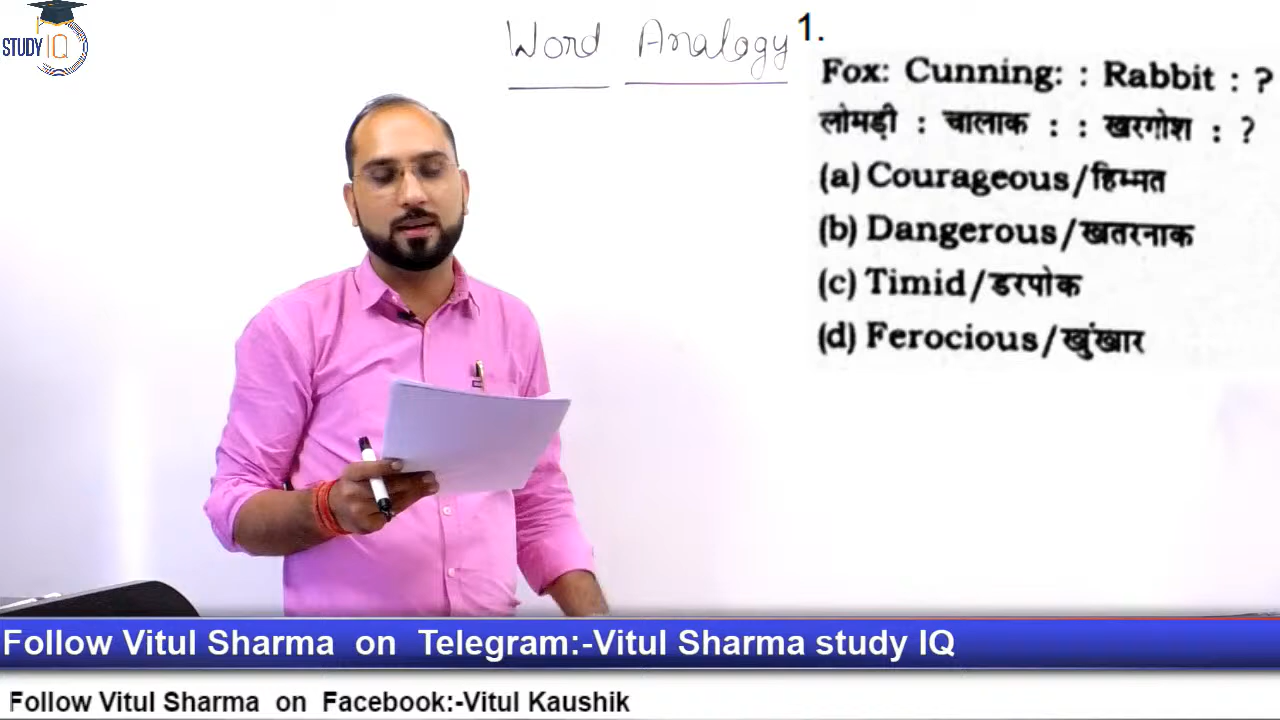 STUDY IQ
Word Analogy
1.
Fox: Cunning: : Rabbit : ?
लोमड़ी : चालाक : : खरगोश : ?
(a) Courageous/हिम्मत
(b) Dangerous/खतरनाक
(c) Timid/डरपोक
(d) Ferocious/खुंखार
Follow Vitul Sharma on Telegram:-Vitul Sharma study IQ
Follow Vitul Sharma on Facebook:-Vitul Kaushik